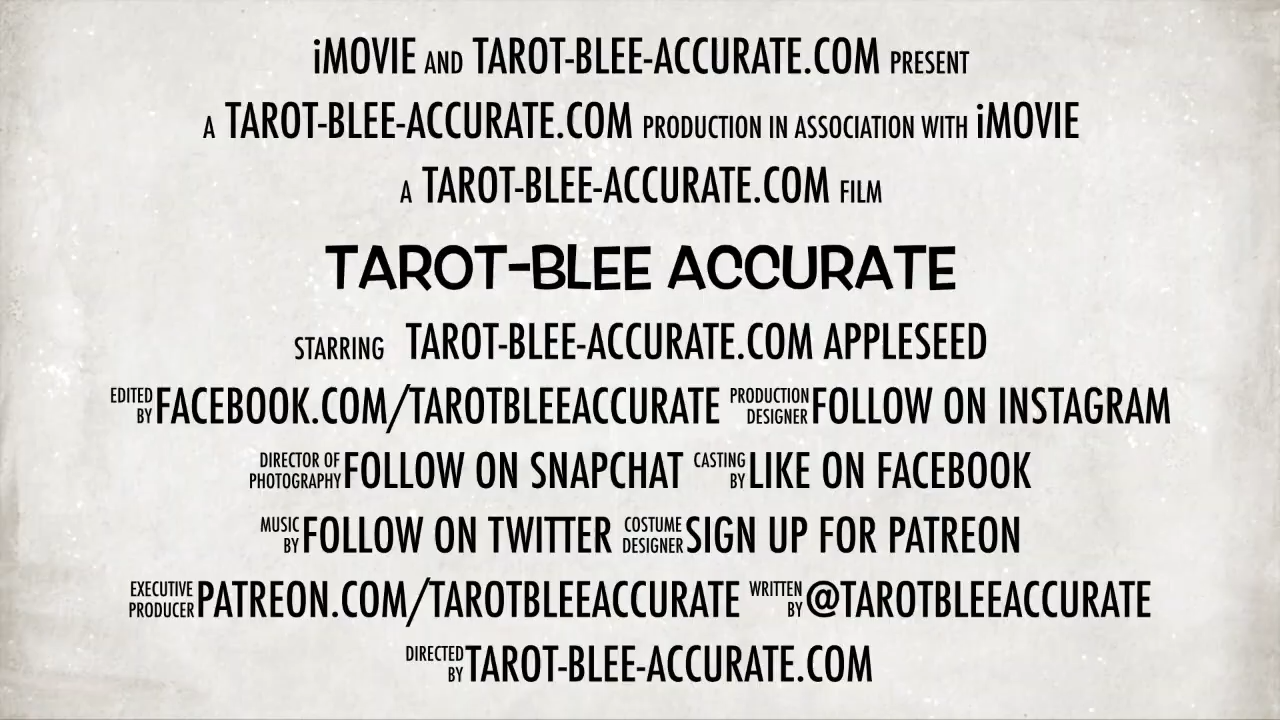 iMOVIE AND TAROT-BLEE-ACCURATE.COM PRESENT
A TAROT-BLEE-ACCURATE.COM PRODUCTION IN ASSOCIATION WITH iMOVIE
A TAROT-BLEE-ACCURATE.COM FILM
TAROT-BLEE ACCURATE
STARRING TAROT-BLEE-ACCURATE.COM APPLESEED
EDITED BY FACEBOOK.COM/TAROTBLEEACCURATE PRODUCTION DESIGNER FOLLOW ON INSTAGRAM
DIRECTOR OF PHOTOGRAPHY FOLLOW ON SNAPCHAT CASTING BY LIKE ON FACEBOOK
MUSIC BY FOLLOW ON TWITTER COSTUME DESIGNER SIGN UP FOR PATREON
EXECUTIVE PRODUCER PATREON.COM/TAROTBLEEACCURATE WRITTEN BY @TAROTBLEEACCURATE
DIRECTED BY TAROT-BLEE-ACCURATE.COM